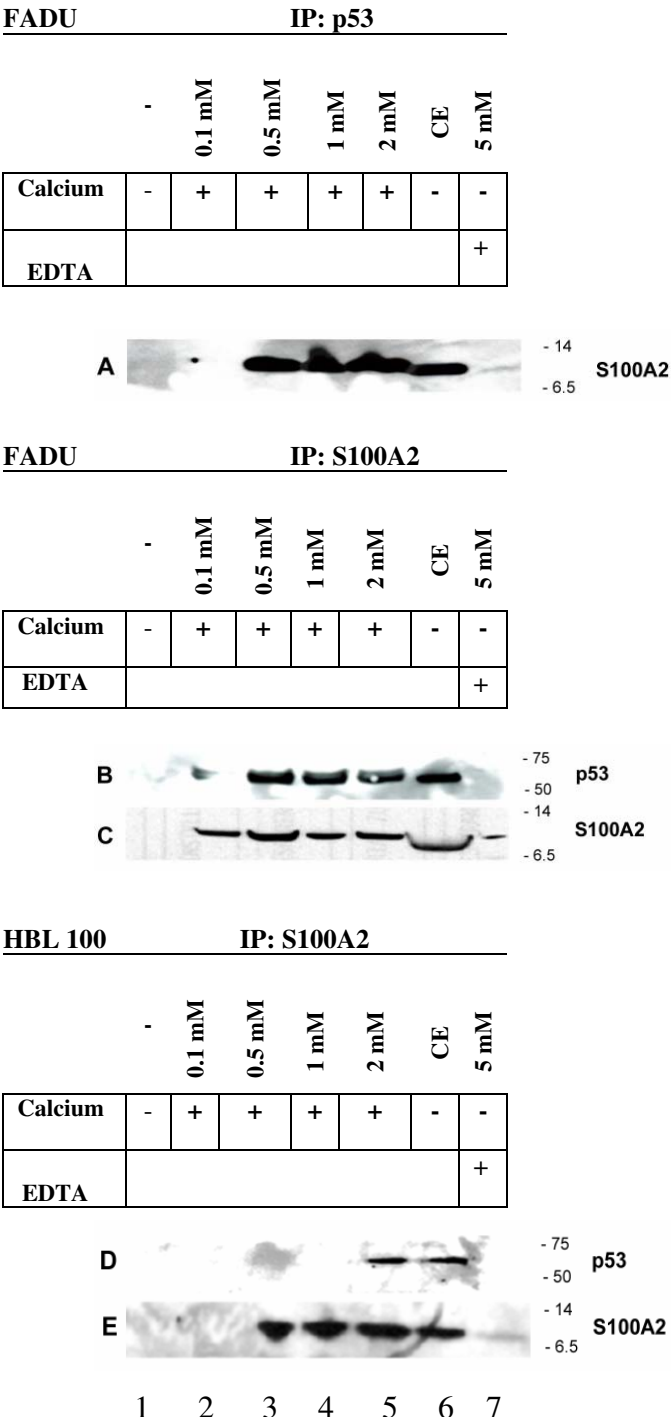 FADU IP: p53
- 0.1 mM 0.5 mM 1 mM 2 mM CE 5 mM
Calcium - + + + + - -
EDTA +
A - 14 S100A2
- 6.5
FADU IP: S100A2
- 0.1 mM 0.5 mM 1 mM 2 mM CE 5 mM
Calcium - + + + + - -
EDTA +
B - 75 p53
- 50
C - 14 S100A2
- 6.5
HBL 100 IP: S100A2
- 0.1 mM 0.5 mM 1 mM 2 mM CE 5 mM
Calcium - + + + + - -
EDTA +
D - 75 p53
- 50
E - 14 S100A2
- 6.5
1 2 3 4 5 6 7